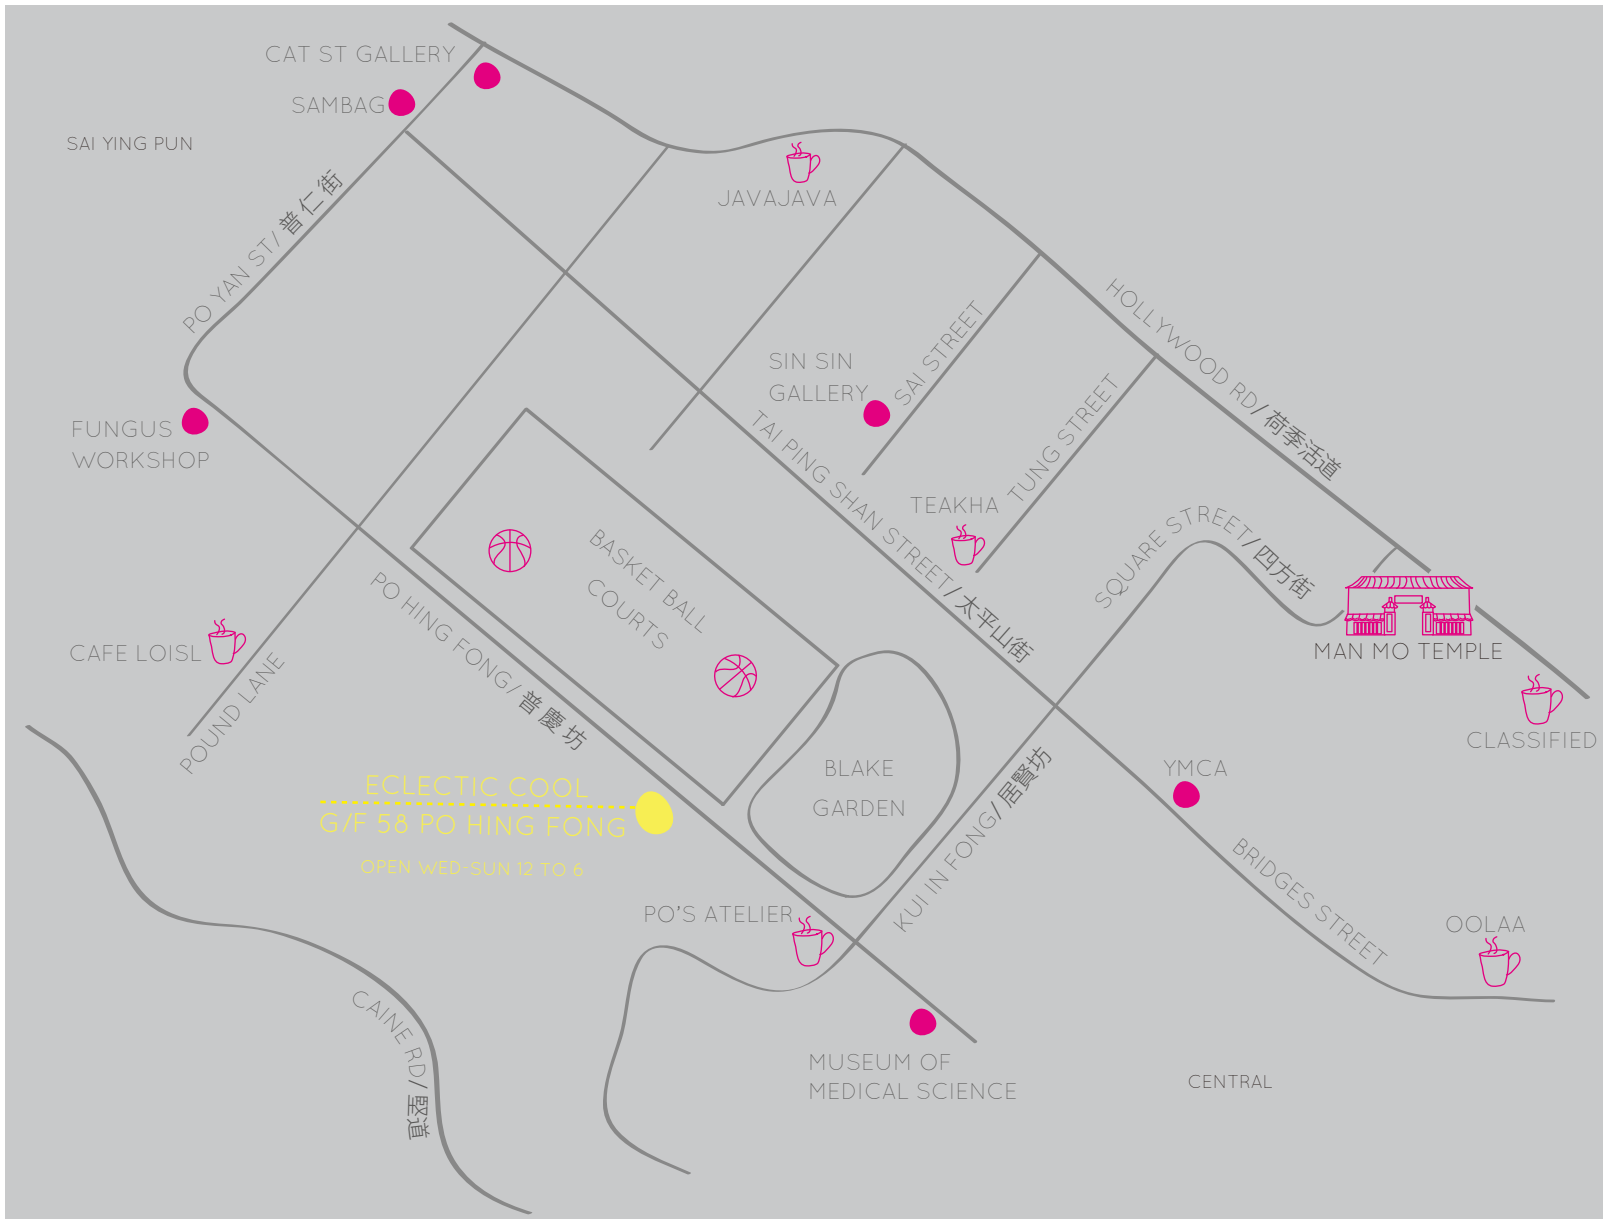 CAT ST GALLERY
SAMBAG
SAI YING PUN
JAVAJAVA
PO YAN ST/ 普仁街
HOLLYWOOD RD/ 荷季活道
SIN SIN
GALLERY
SAI STREET
TUNG STREET
FUNGUS
WORKSHOP
TAI PING SHAN STREET/ 太平山街
TEAKHA
SQUARE STREET/ 四方街
BASKET BALL
COURTS
PO HING FONG/ 普慶坊
CAFE LOISL
POUND LANE
MAN MO TEMPLE
CLASSIFIED
ECLECTIC COOL
G/F 58 PO HING FONG
OPEN WED-SUN 12 TO 6
BLAKE
GARDEN
YMCA
KUI IN FONG/ 居賢坊
BRIDGES STREET
PO'S ATELIER
OOLAA
CAINE RD/ 堅道
MUSEUM OF
MEDICAL SCIENCE
CENTRAL